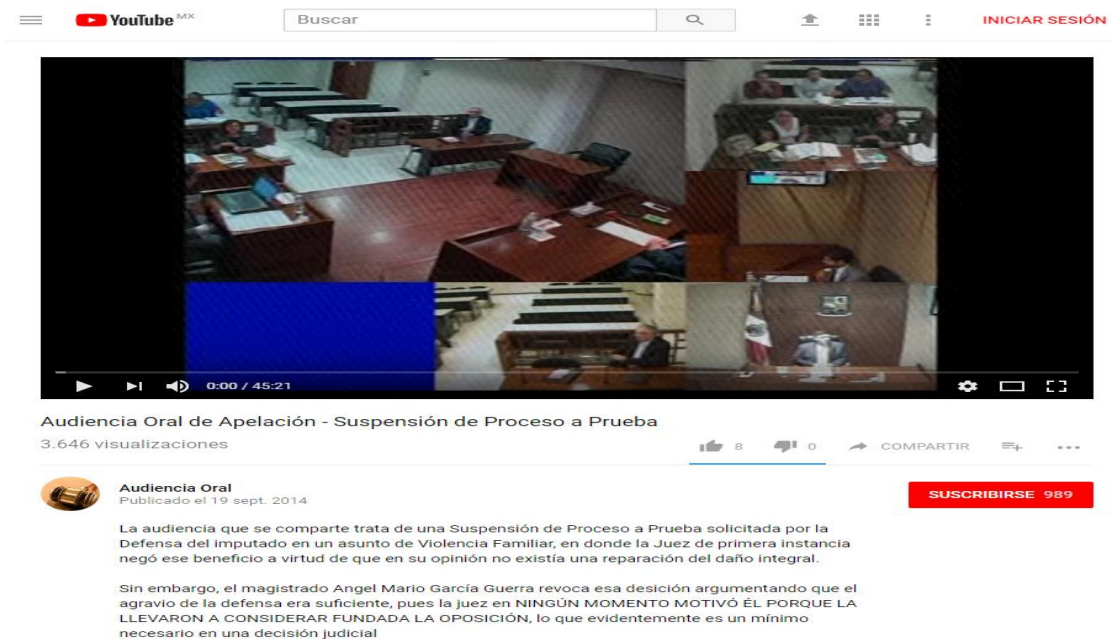 YouTube MX
Buscar
INICIAR SESIÓN
0:00 / 45:21
Audiencia Oral de Apelación - Suspensión de Proceso a Prueba
3.646 visualizaciones
8 0 COMPARTIR
Audiencia Oral
Publicado el 19 sept. 2014
SUSCRIBIRSE 989
La audiencia que se comparte trata de una Suspensión de Proceso a Prueba solicitada por la
Defensa del imputado en un asunto de Violencia Familiar, en donde la Juez de primera instancia
negó ese beneficio a virtud de que en su opinión no existía una reparación del daño integral.
Sin embargo, el magistrado Angel Mario García Guerra revoca esa desición argumentando que el
agravio de la defensa era suficiente, pues la juez en NINGÚN MOMENTO MOTIVÓ ÉL PORQUE LA
LLEVARON A CONSIDERAR FUNDADA LA OPOSICIÓN, lo que evidentemente es un mínimo
necesario en una decisión judicial